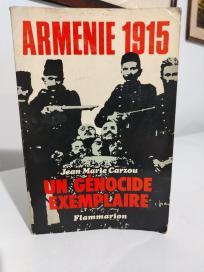 ARMENIE 1915
Jean Marie Carzou
UN GÉNOCIDE
EXEMPLAIRE
Flammarion